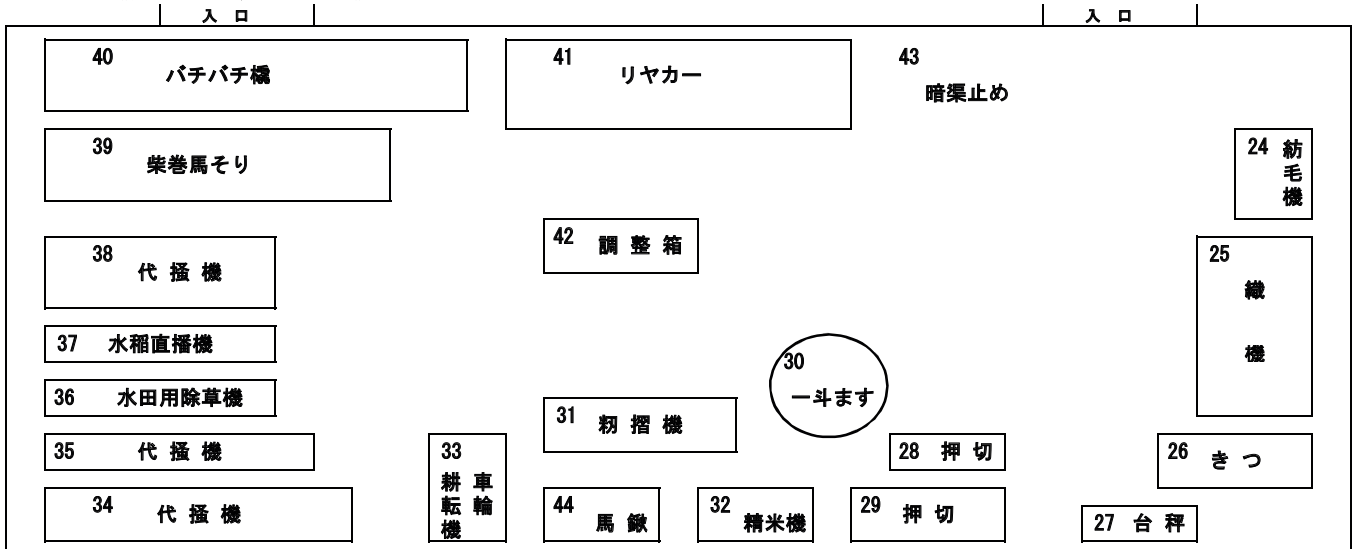 入 口
入 口
40 バチバチ橇
41 リヤカー
43
暗渠止め
39 柴巻馬そり
24 紡毛機
42 調 整 箱
38 代 掻 機
25 織 機
37 水稲直播機
30
一斗ます
36 水田用除草機
31 籾 摺 機
35 代 掻 機
33
車輪
耕転機
28 押 切
26 き つ
34 代 掻 機
44 馬 鍬
32 精米機
29 押 切
27 台 秤